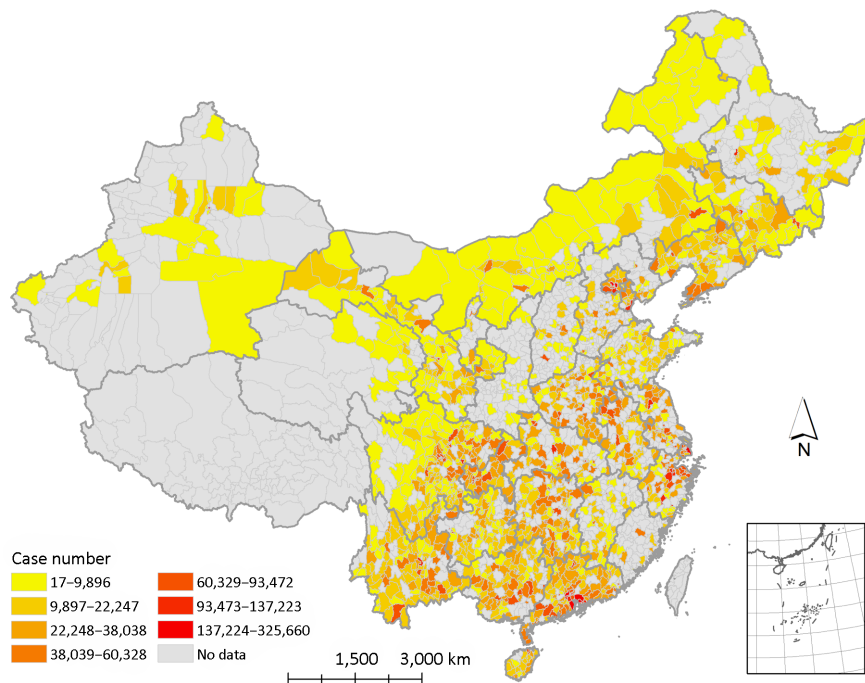 N
Case number
17–9,896
9,897–22,247
22,248–38,038
38,039–60,328
60,329–93,472
93,473–137,223
137,224–325,660
No data
1,500 3,000 km